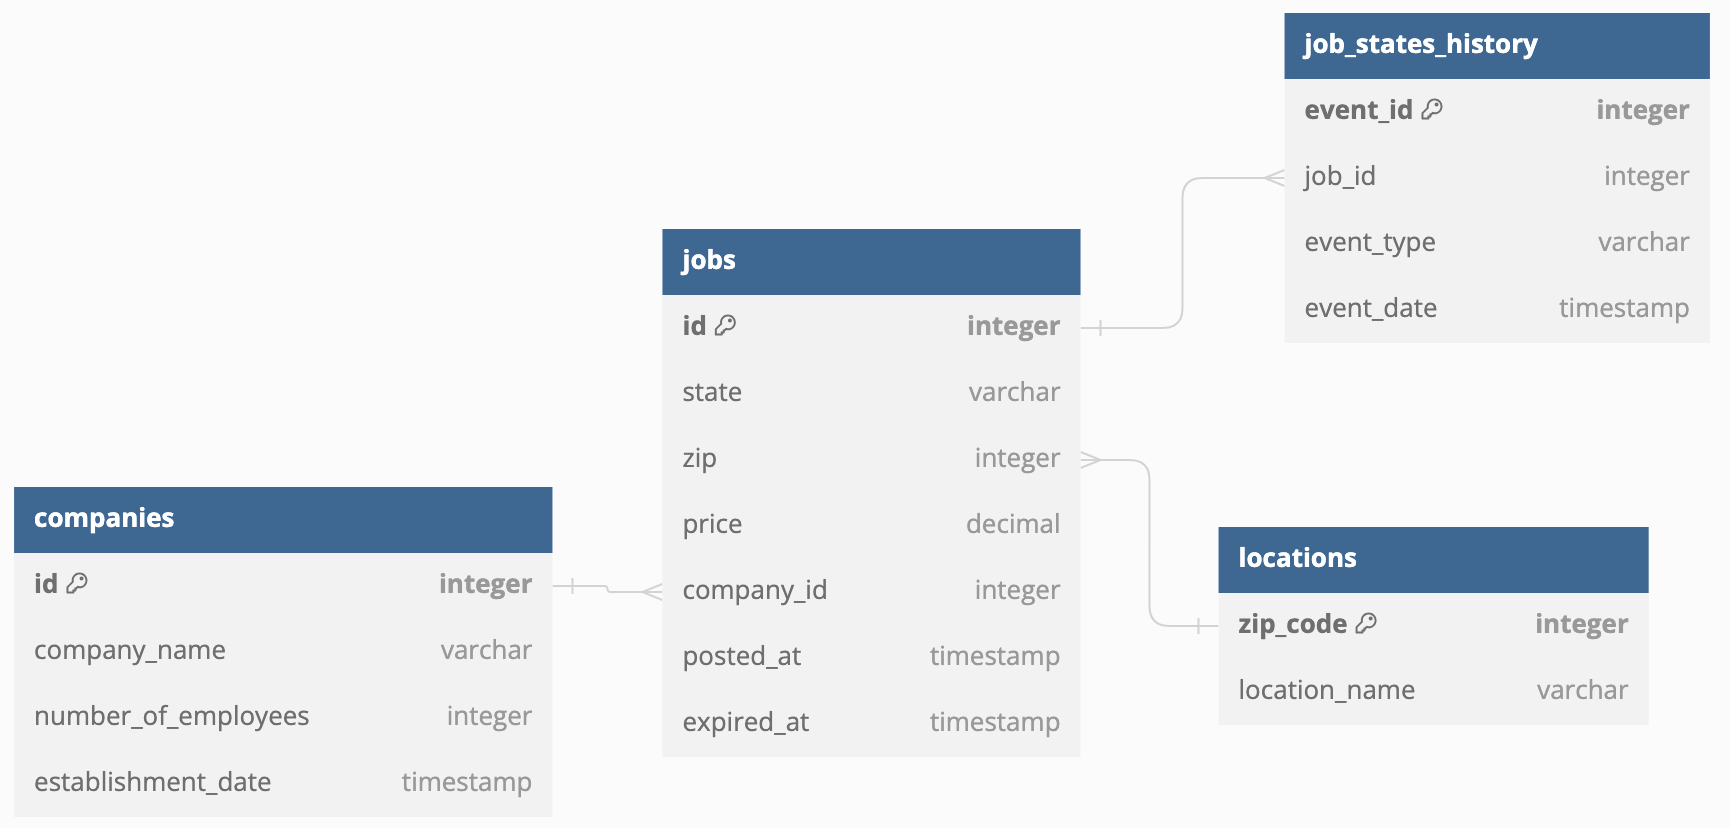 job_states_history
event_id integer
job_id integer
event_type varchar
event_date timestamp
jobs
id integer
state varchar
zip integer
price decimal
company_id integer
posted_at timestamp
expired_at timestamp
companies
id integer
company_name varchar
number_of_employees integer
establishment_date timestamp
locations
zip_code integer
location_name varchar